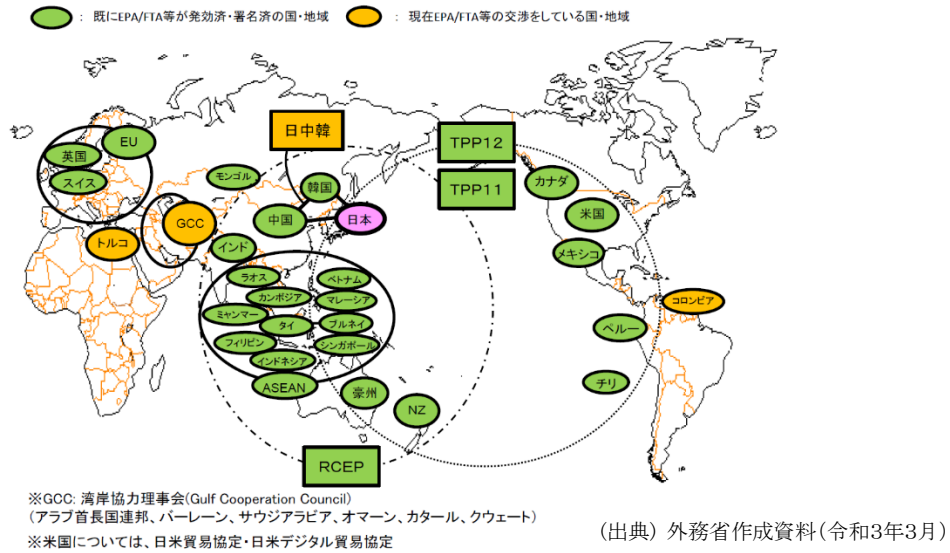 ：既にEPA/FTA等が発効済・署名済の国・地域
：現在EPA/FTA等の交渉をしている国・地域
日中韓
TPP12
TPP11
EU
英国
スイス
モンゴル
韓国
カナダ
中国
日本
米国
GCC
トルコ
インド
メキシコ
ラオス
ベトナム
カンボジア
マレーシア
コロンビア
ミャンマー
タイ
ブルネイ
ペルー
フィリピン
シンガポール
インドネシア
ASEAN
豪州
チリ
NZ
RCEP
※GCC: 湾岸協力理事会(Gulf Cooperation Council)
(アラブ首長国連邦、バーレーン、サウジアラビア、オマーン、カタール、クウェート)
※米国については、日米貿易協定・日米デジタル貿易協定
(出典) 外務省作成資料(令和3年3月)